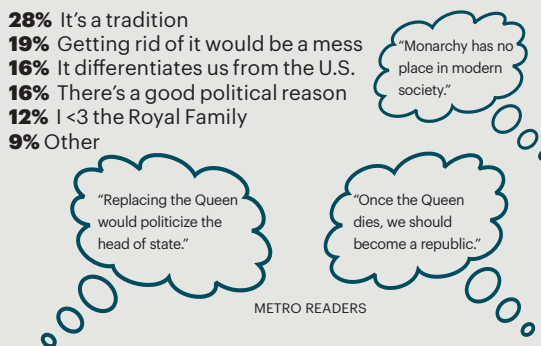 28% It's a tradition
19% Getting rid of it would be a mess
16% It differentiates us from the U.S.
16% There's a good political reason
12% I <3 the Royal Family
9% Other
“Monarchy has no
place in modern
society.”
“Replacing the Queen
would politicize the
head of state.”
“Once the Queen
dies, we should
become a republic.”
METRO READERS